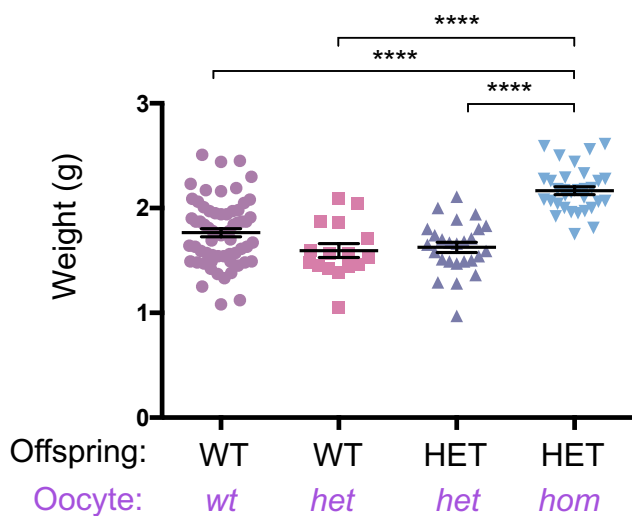 ****
****
****
Weight (g)
3
2
1
0
Offspring: WT WT HET HET
Oocyte: wt het het hom